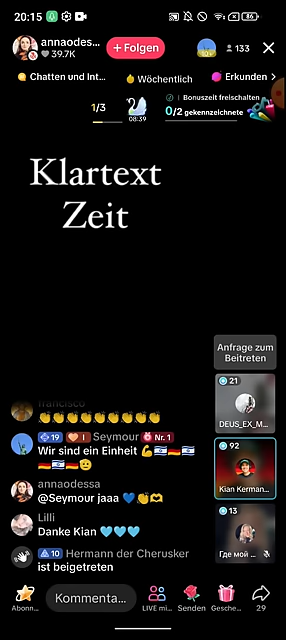 20:15
86
annaodes...
39.7K
+ Folgen
133
Chatten und Int...
Wöchentlich
Erkunden
1/3
08:39
Bonuszeit freischalten
0/2 gekennzeichnete
Klartext
Zeit
Anfrage zum
Beitreten
21
DEUS_EX_M...
92
Kian Kerman...
13
Где мой ...
francisco
👏👏👏👏👏👏👏👏👏
19 I Seymour Nr. 1
Wir sind ein Einheit 💪🇮🇱🇩🇪🇮🇱
🇩🇪🇮🇱🇩🇪🫡
annaodessa
@Seymour jaaa 💙👏🫶
Lilli
Danke Kian 🩵🩵🩵
10 Hermann der Cherusker
ist beigetreten
Abonn...
Kommenta...
LIVE mi...
Senden
Gesche...
29